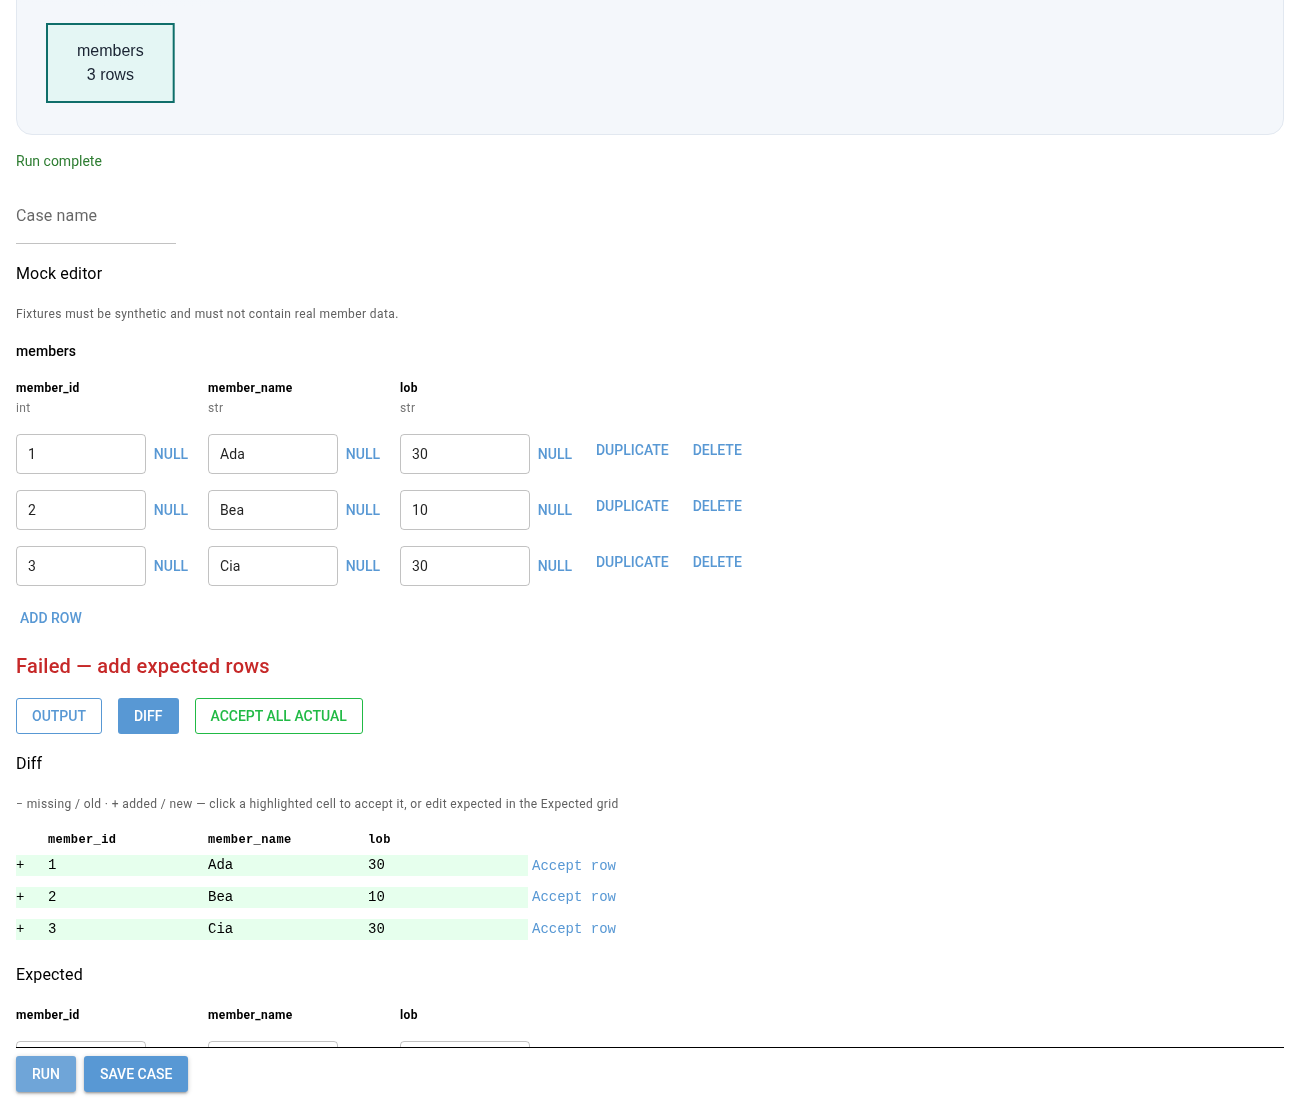 members
3 rows
Run complete
Case name
Mock editor
Fixtures must be synthetic and must not contain real member data.
members
member_id member_name lob
int str str
1 NULL Ada NULL 30 NULL DUPLICATE DELETE
2 NULL Bea NULL 10 NULL DUPLICATE DELETE
3 NULL Cia NULL 30 NULL DUPLICATE DELETE
ADD ROW
Failed — add expected rows
OUTPUT DIFF ACCEPT ALL ACTUAL
Diff
− missing / old · + added / new — click a highlighted cell to accept it, or edit expected in the Expected grid
member_id member_name lob
+ 1 Ada 30 Accept row
+ 2 Bea 10 Accept row
+ 3 Cia 30 Accept row
Expected
member_id member_name lob
RUN SAVE CASE